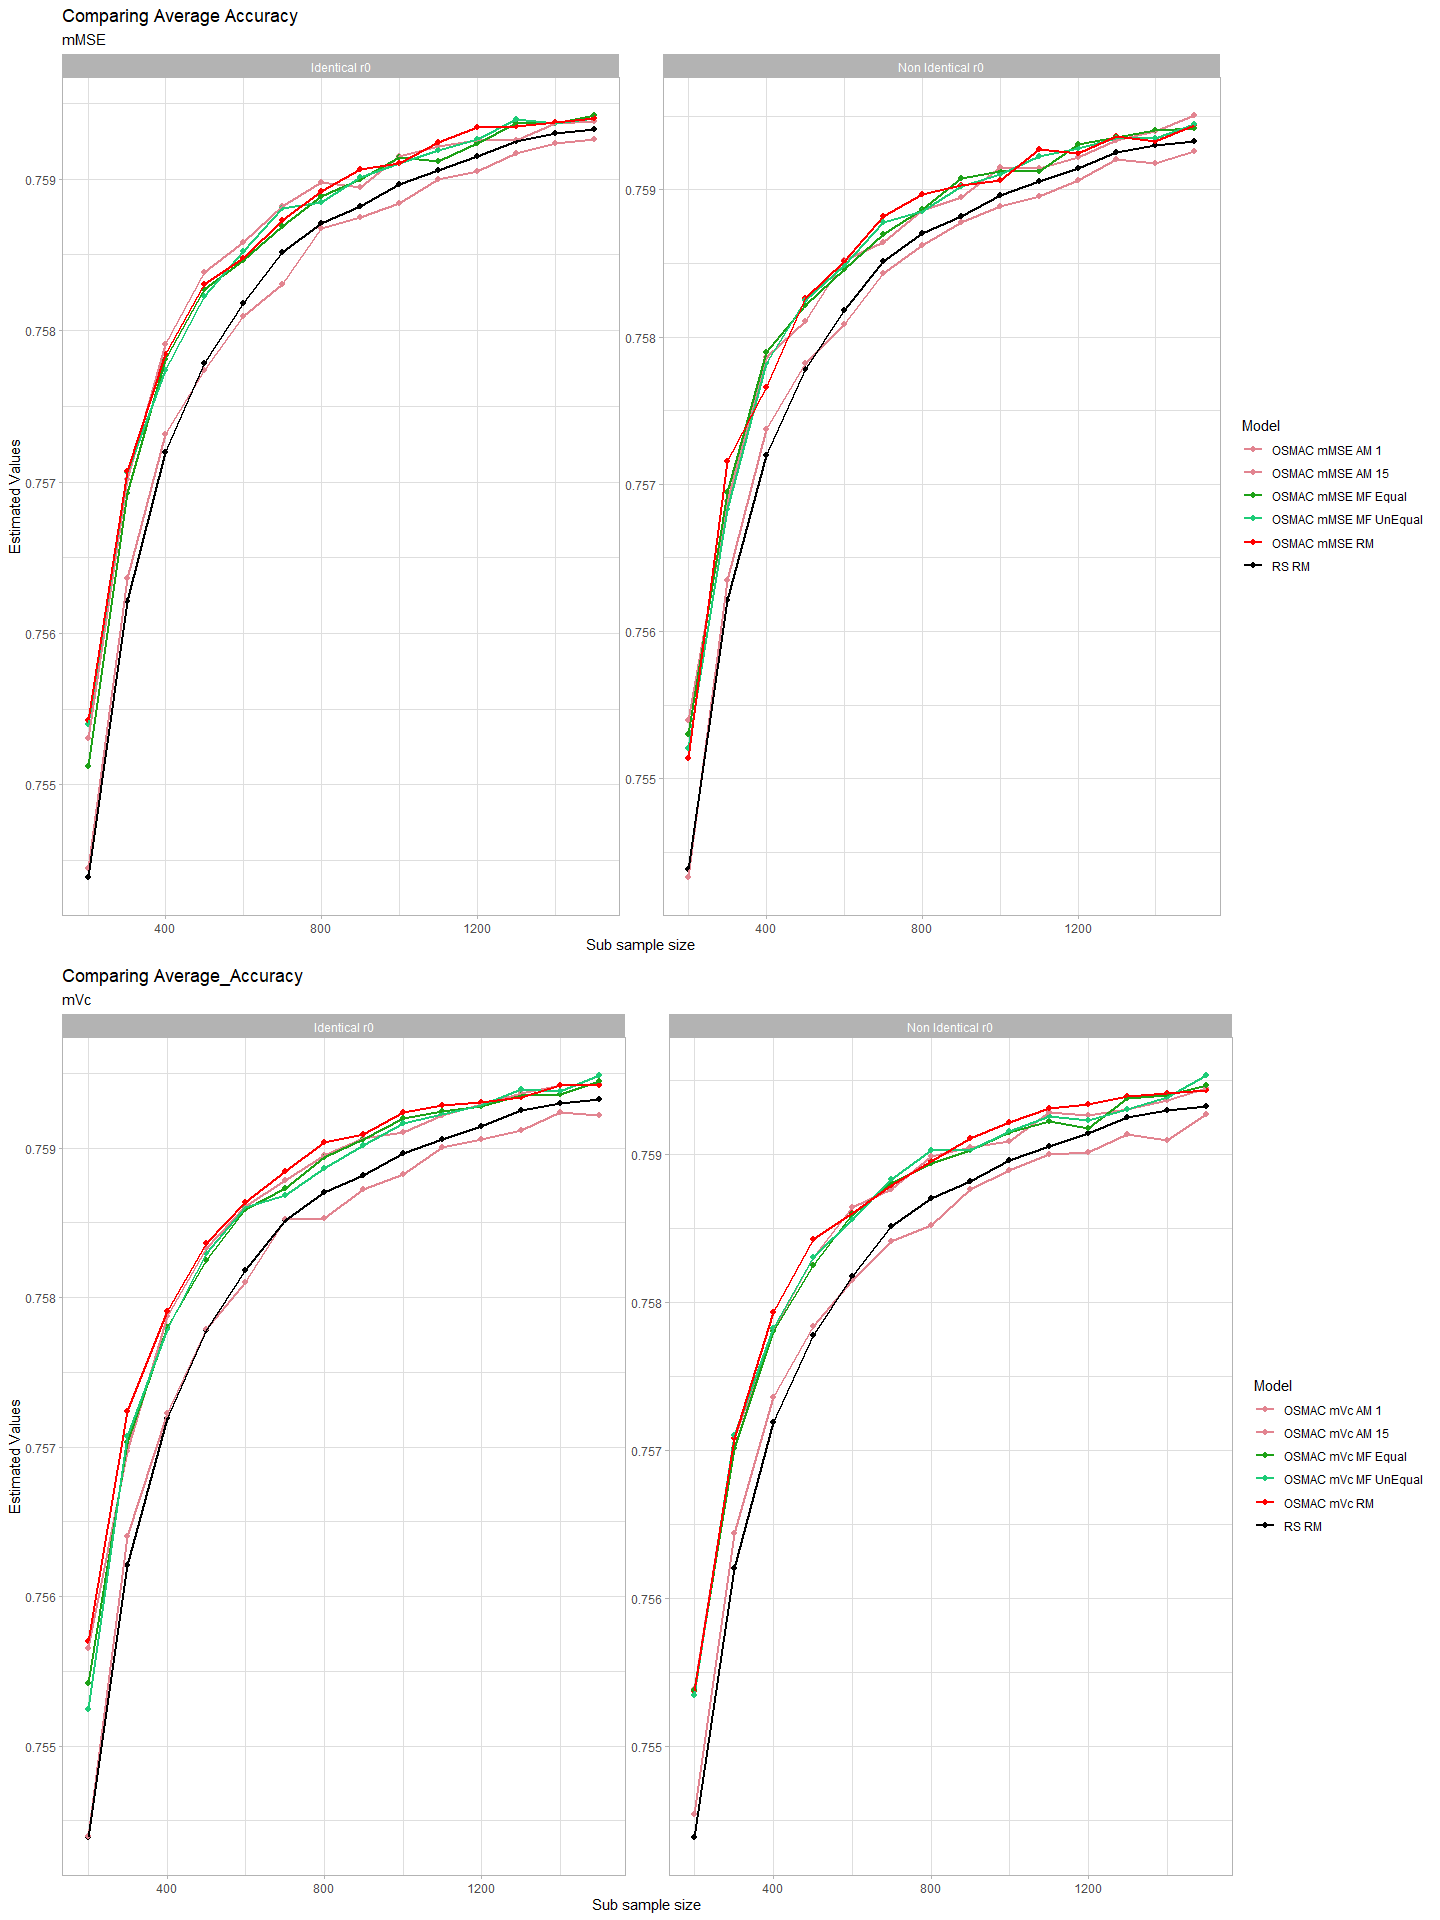 Comparing Average Accuracy
mMSE
Identical r0
Non Identical r0
Estimated Values
0.759
0.758
0.757
0.756
0.755
0.759
0.758
0.757
0.756
0.755
400
800
1200
400
800
1200
Sub sample size
Model
OSMAC mMSE AM 1
OSMAC mMSE AM 15
OSMAC mMSE MF Equal
OSMAC mMSE MF UnEqual
OSMAC mMSE RM
RS RM
Comparing Average_Accuracy
mVc
Identical r0
Non Identical r0
Estimated Values
0.759
0.758
0.757
0.756
0.755
0.759
0.758
0.757
0.756
0.755
400
800
1200
400
800
1200
Sub sample size
Model
OSMAC mVc AM 1
OSMAC mVc AM 15
OSMAC mVc MF Equal
OSMAC mVc MF UnEqual
OSMAC mVc RM
RS RM